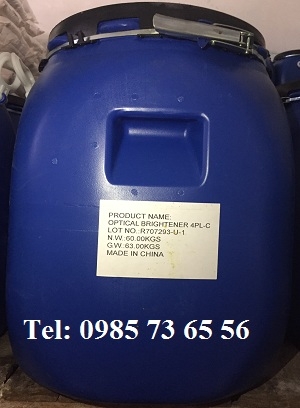 PRODUCT NAME:
OPTICAL BRIGHTENER 4PL-C
LOT NO.:R707293-U-1
N.W.:60.00KGS
G.W.:63.00KGS
MADE IN CHINA
Tel: 0985 73 65 56